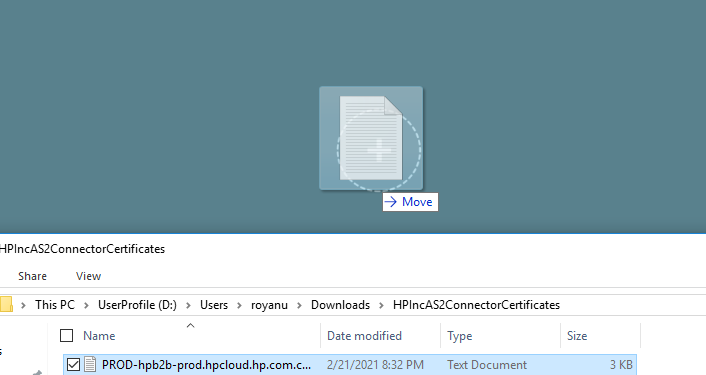 Move
HPIncAS2ConnectorCertificates
Share View
This PC > UserProfile (D:) > Users > royanu > Downloads > HPIncAS2ConnectorCertificates
Name Date modified Type Size
PROD-hpb2b-prod.hpcloud.hp.com.c... 2/21/2021 8:32 PM Text Document 3 KB